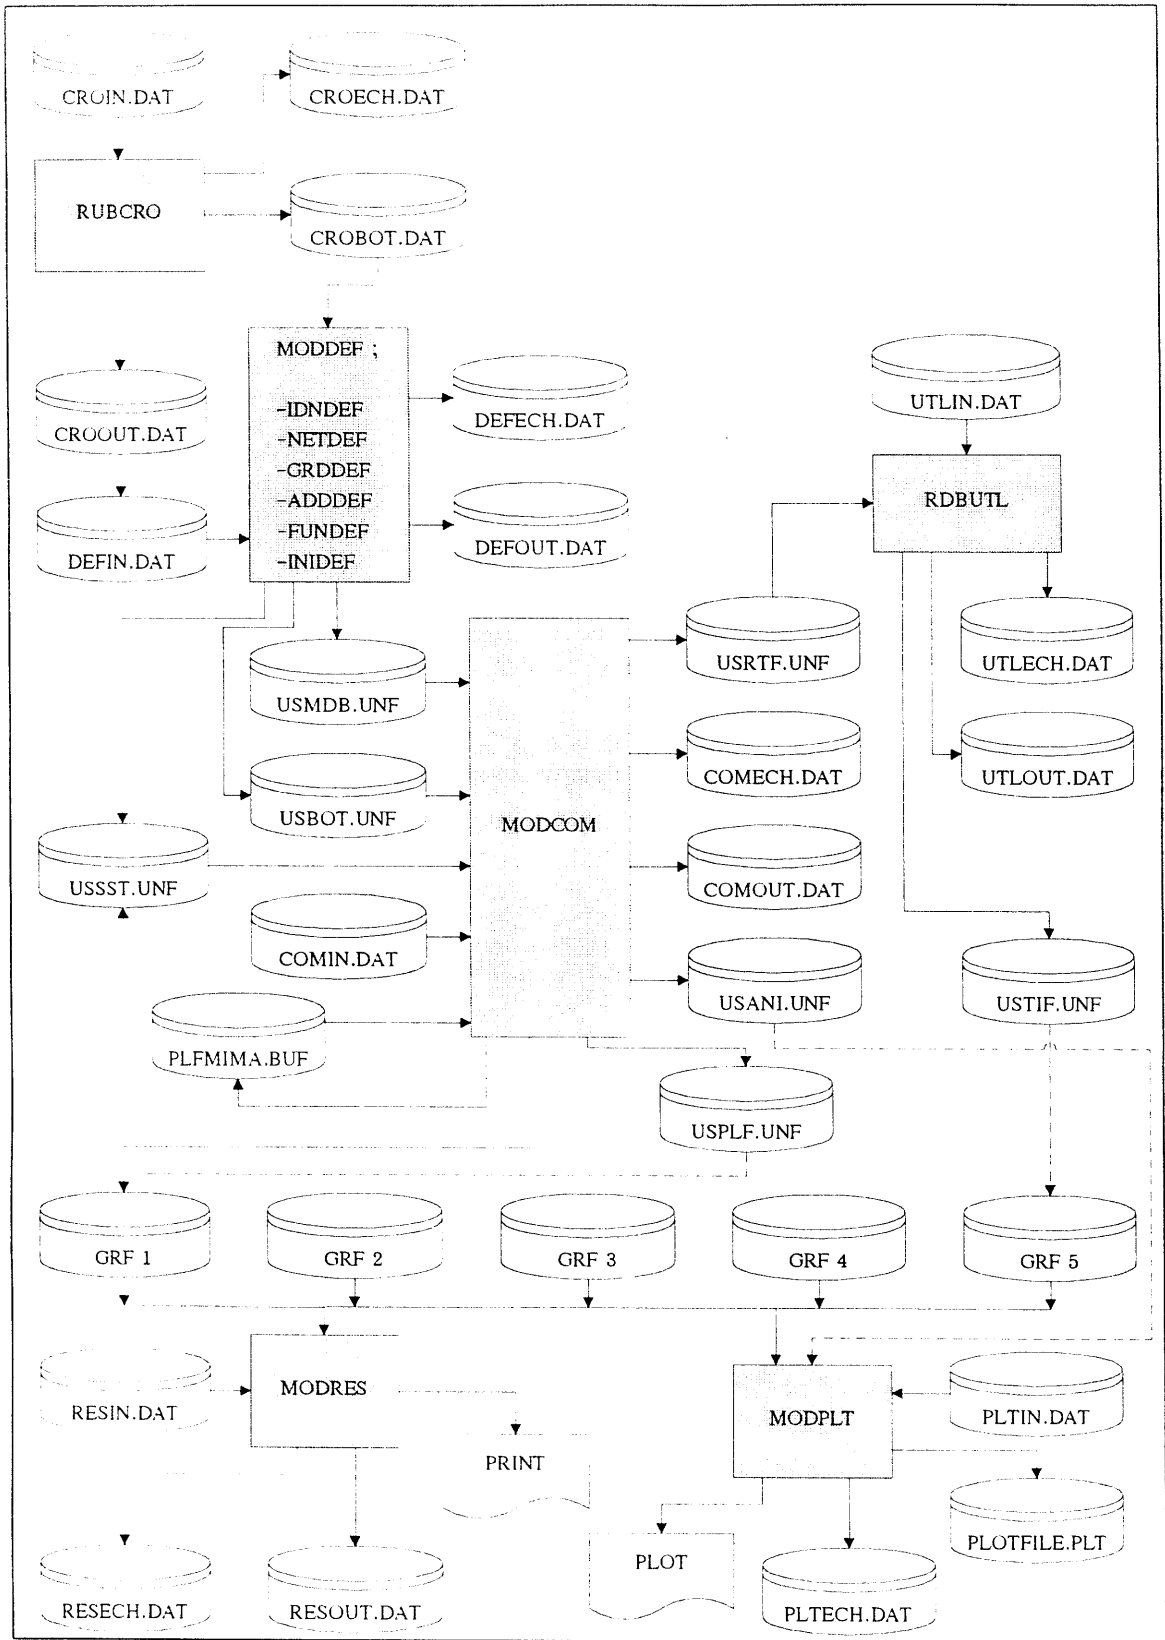 CROIN.DAT
CROECH.DAT
RUBCRO
CROBOT.DAT
MODDEF ;
-IDNDEF
-NETDEF
-GRDDEF
-ADDDEF
-FUNDEF
-INIDEF
CROOUT.DAT
DEFIN.DAT
DEFECH.DAT
DEFOUT.DAT
UTLIN.DAT
RDBUTL
USMDB.UNF
USRTF.UNF
UTLECH.DAT
USBOT.UNF
MODCOM
COMECH.DAT
UTLOUT.DAT
USSST.UNF
COMOUT.DAT
COMIN.DAT
USANI.UNF
USTIF.UNF
PLFMIMA.BUF
USPLF.UNF
GRF 1
GRF 2
GRF 3
GRF 4
GRF 5
RESIN.DAT
MODRES
MODPLT
PLTIN.DAT
PRINT
PLOTFILE.PLT
PLOT
RESECH.DAT
RESOUT.DAT
PLTECH.DAT